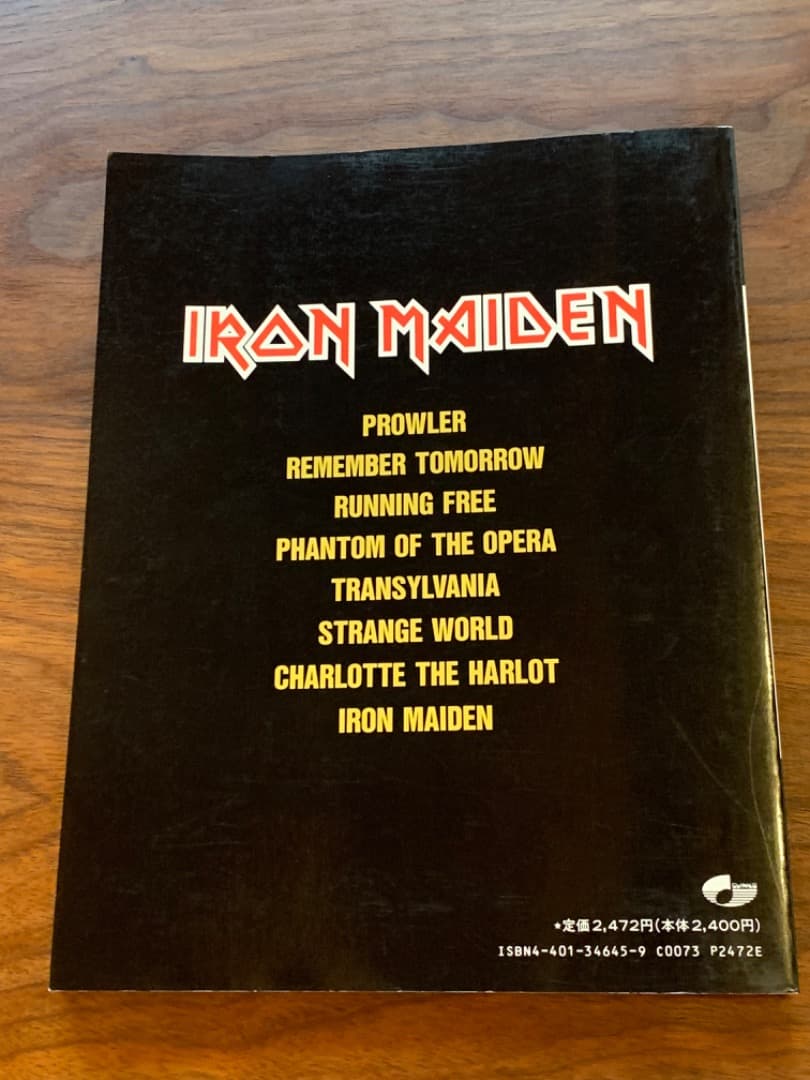 IRON MAIDEN
PROWLER
REMEMBER TOMORROW
RUNNING FREE
PHANTOM OF THE OPERA
TRANSYLVANIA
STRANGE WORLD
CHARLOTTE THE HARLOT
IRON MAIDEN
*定価2,472円(本体2,400円)
ISBN4-401-34645-9 C0073 P2472E